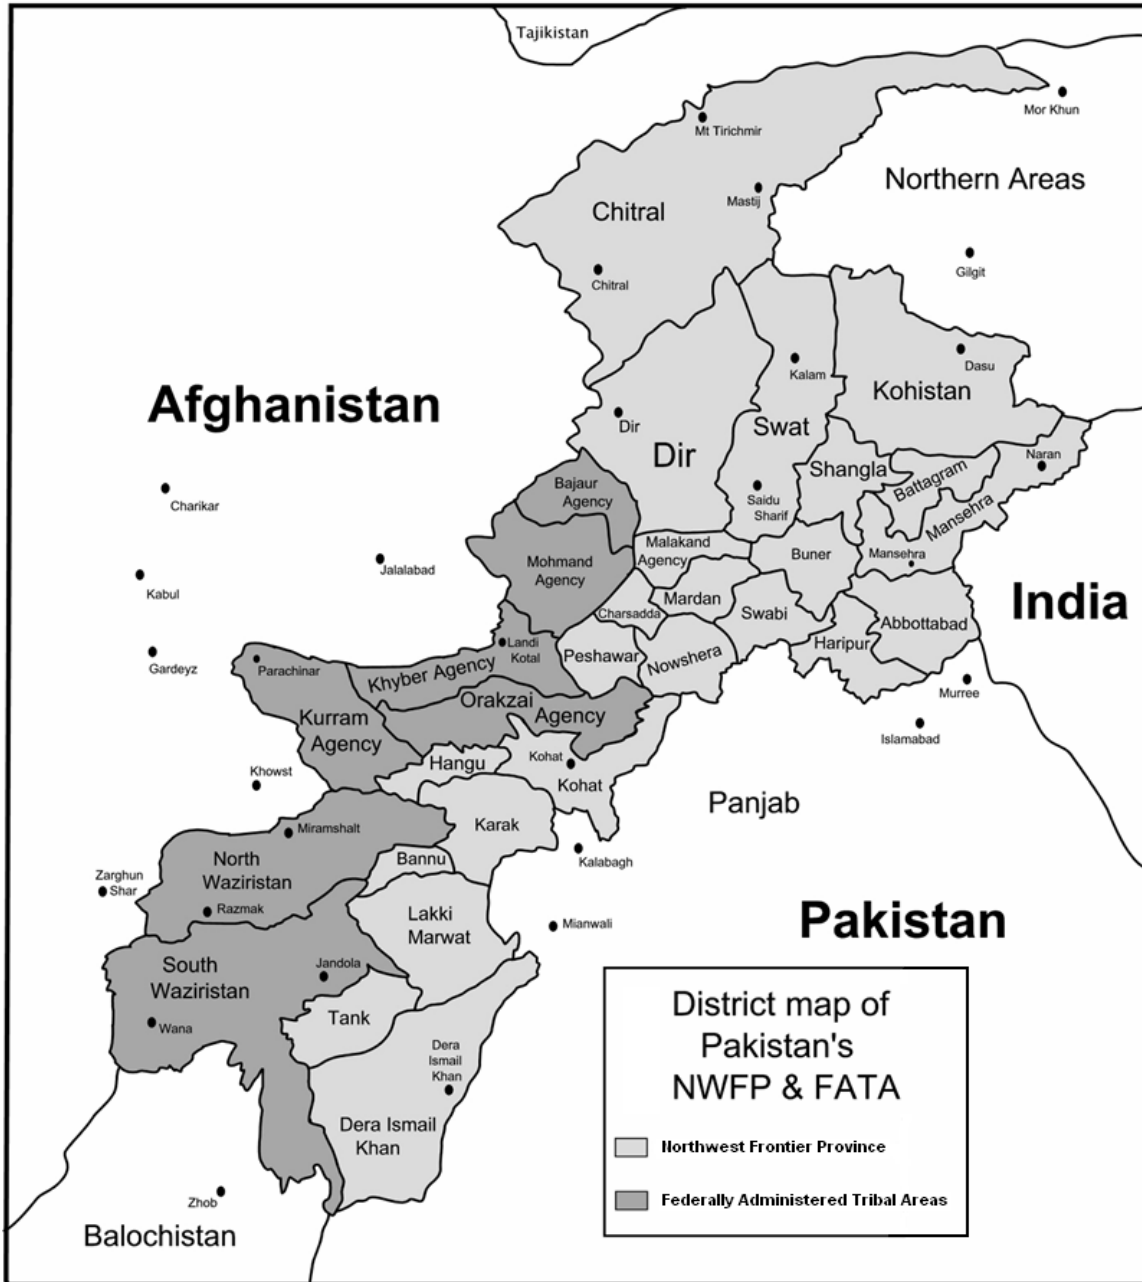 Tajikistan
Mor Khun
Mt Tirichmir
Northern Areas
Mastij
Chitral
Gilgit
Chitral
Dasu
Kalam
Kohistan
Afghanistan
Dir
Swat
Dir
Naran
Shangla
Battagram
Bajaur
Agency
Saidu
Sharif
Charikar
Mansehra
Malakand
Agency
Buner
Mansehra
Mohmand
Agency
Jalalabad
Kabul
India
Mardan
Charsadda
Swabi
Abbottabad
Landi
Kotal
Haripur
Peshawar
Nowshera
Gardeyz
Parachinar
Khyber Agency
Murree
Orakzai
Agency
Kurram
Agency
Islamabad
Hangu
Kohat
Khowst
Kohat
Panjab
Karak
Miramshalt
North
Waziristan
Bannu
Kalabagh
Zarghun
Shar
Razmak
Lakki
Marwat
Mianwali
Pakistan
South
Waziristan
Jandola
Tank
Wana
Dera
Ismail
Khan
Dera Ismail
Khan
Zhob
Balochistan
District map of
Pakistan's
NWFP & FATA
Northwest Frontier Province
Federally Administered Tribal Areas